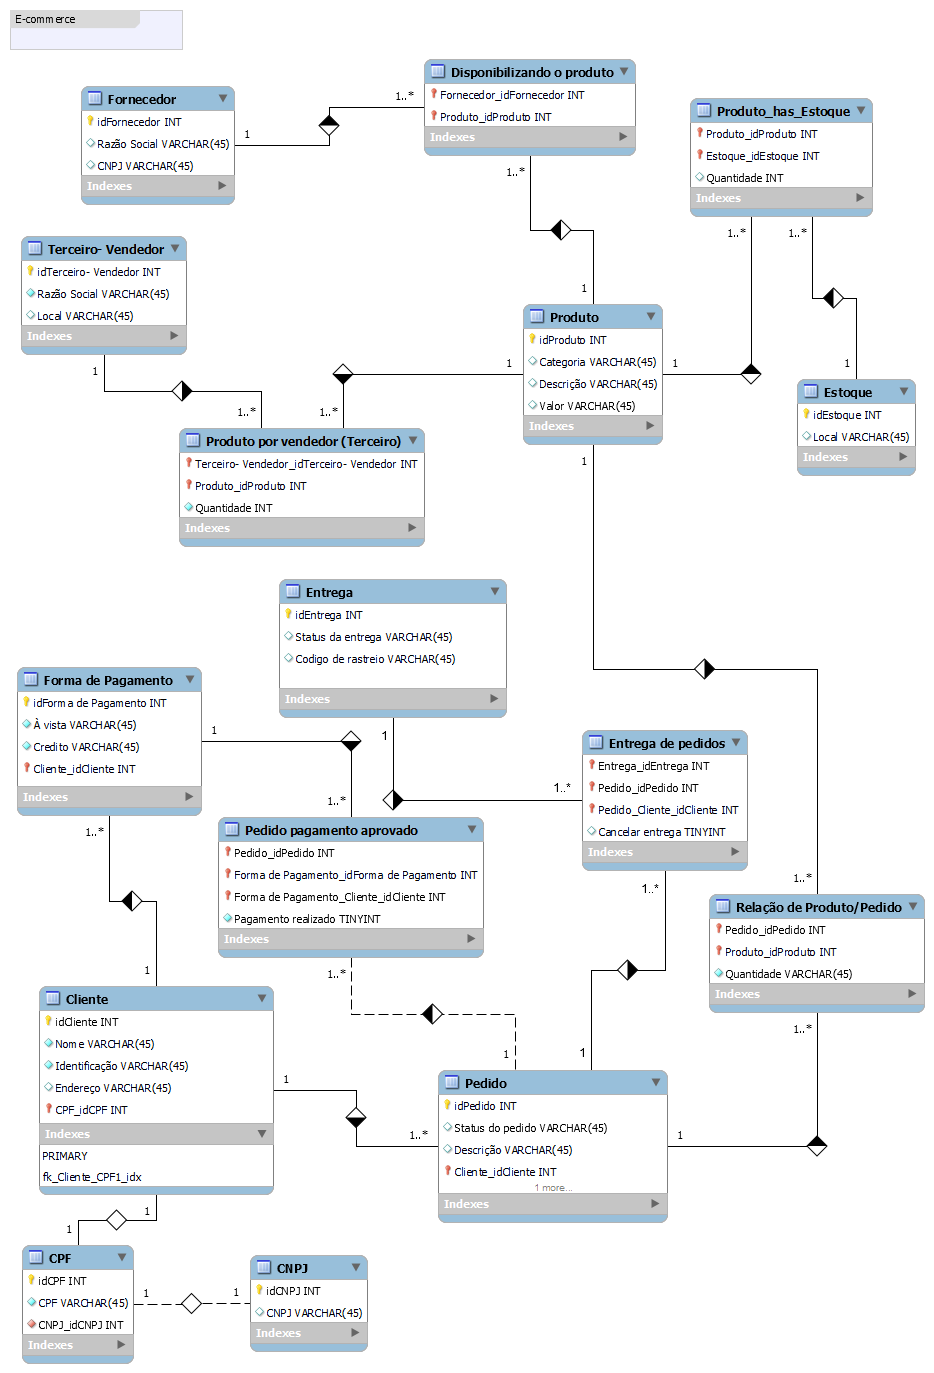 E-commerce
Fornecedor
idFornecedor INT
Razão Social VARCHAR(45)
CNPJ VARCHAR(45)
Indexes
1
1..*
Disponibilizando o produto
Fornecedor_idFornecedor INT
Produto_idProduto INT
Indexes
1..*
1
Produto_has_Estoque
Produto_idProduto INT
Estoque_idEstoque INT
Quantidade INT
Indexes
1..*
1..*
Terceiro- Vendedor
idTerceiro- Vendedor INT
Razão Social VARCHAR(45)
Local VARCHAR(45)
Indexes
1
1..*
Produto
idProduto INT
Categoria VARCHAR(45)
Descrição VARCHAR(45)
Valor VARCHAR(45)
Indexes
1
1
1
1..*
1
Estoque
idEstoque INT
Local VARCHAR(45)
Indexes
Produto por vendedor (Terceiro)
Terceiro- Vendedor_idTerceiro- Vendedor INT
Produto_idProduto INT
Quantidade INT
Indexes
Entrega
idEntrega INT
Status da entrega VARCHAR(45)
Codigo de rastreio VARCHAR(45)
Indexes
1
1..*
Forma de Pagamento
idForma de Pagamento INT
À vista VARCHAR(45)
Credito VARCHAR(45)
Cliente_idCliente INT
Indexes
1
1..*
1..*
1
Entrega de pedidos
Entrega_idEntrega INT
Pedido_idPedido INT
Pedido_Cliente_idCliente INT
Cancelar entrega TINYINT
Indexes
1..*
1
Pedido pagamento aprovado
Pedido_idPedido INT
Forma de Pagamento_idForma de Pagamento INT
Forma de Pagamento_Cliente_idCliente INT
Pagamento realizado TINYINT
Indexes
1..*
1
1..*
Relação de Produto/Pedido
Pedido_idPedido INT
Produto_idProduto INT
Quantidade VARCHAR(45)
Indexes
1..*
1
Cliente
idCliente INT
Nome VARCHAR(45)
Identificação VARCHAR(45)
Endereço VARCHAR(45)
CPF_idCPF INT
Indexes
PRIMARY
fk_Cliente_CPF1_idx
1
1..*
1
1
Pedido
idPedido INT
Status do pedido VARCHAR(45)
Descrição VARCHAR(45)
Cliente_idCliente INT
1 more...
Indexes
CPF
idCPF INT
CPF VARCHAR(45)
CNPJ_idCNPJ INT
Indexes
1
1
CNPJ
idCNPJ INT
CNPJ VARCHAR(45)
Indexes